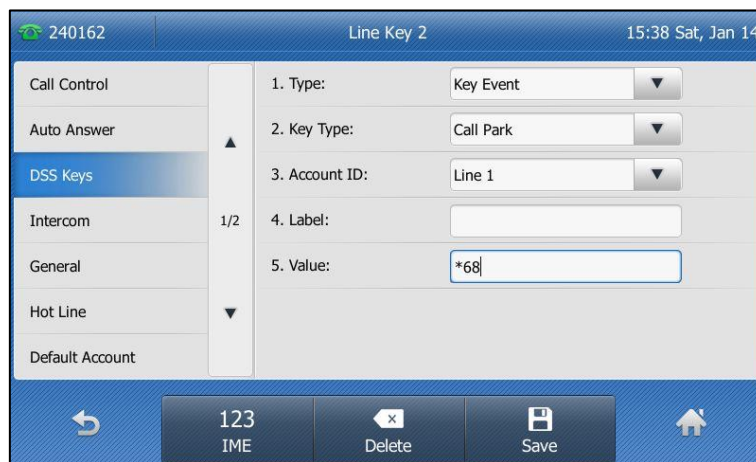 240162 Line Key 2 15:38 Sat, Jan 14
Call Control
Auto Answer
DSS Keys
Intercom
General
Hot Line
Default Account
1/2
1. Type: Key Event
2. Key Type: Call Park
3. Account ID: Line 1
4. Label:
5. Value: *68
123
IME
Delete
Save